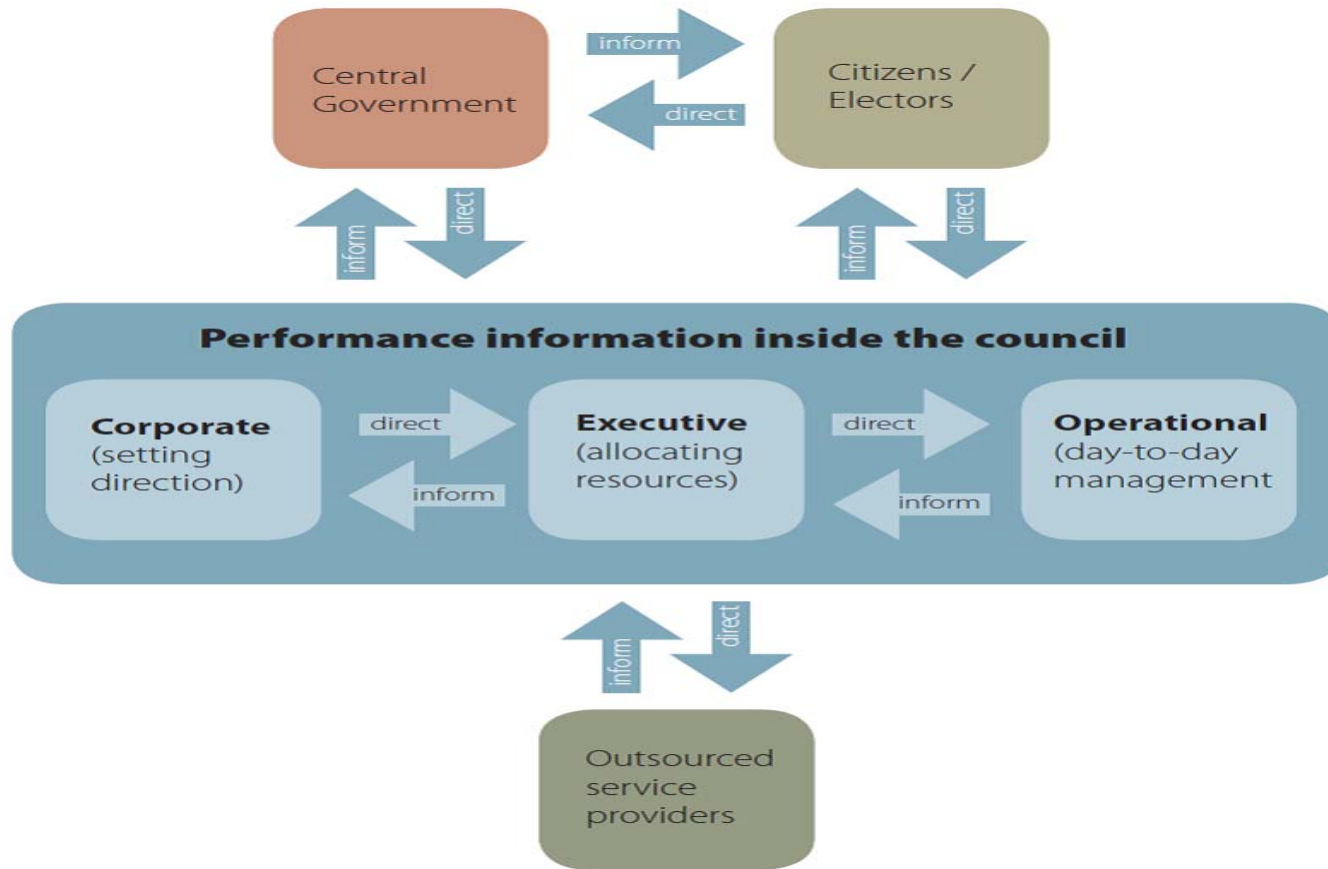 Central
Government
inform
direct
Citizens /
Electors
inform
direct
inform
direct
Performance information inside the council
Corporate
(setting
direction)
direct
inform
Executive
(allocating
resources)
direct
inform
Operational
(day-to-day
management
inform
direct
Outsourced
service
providers